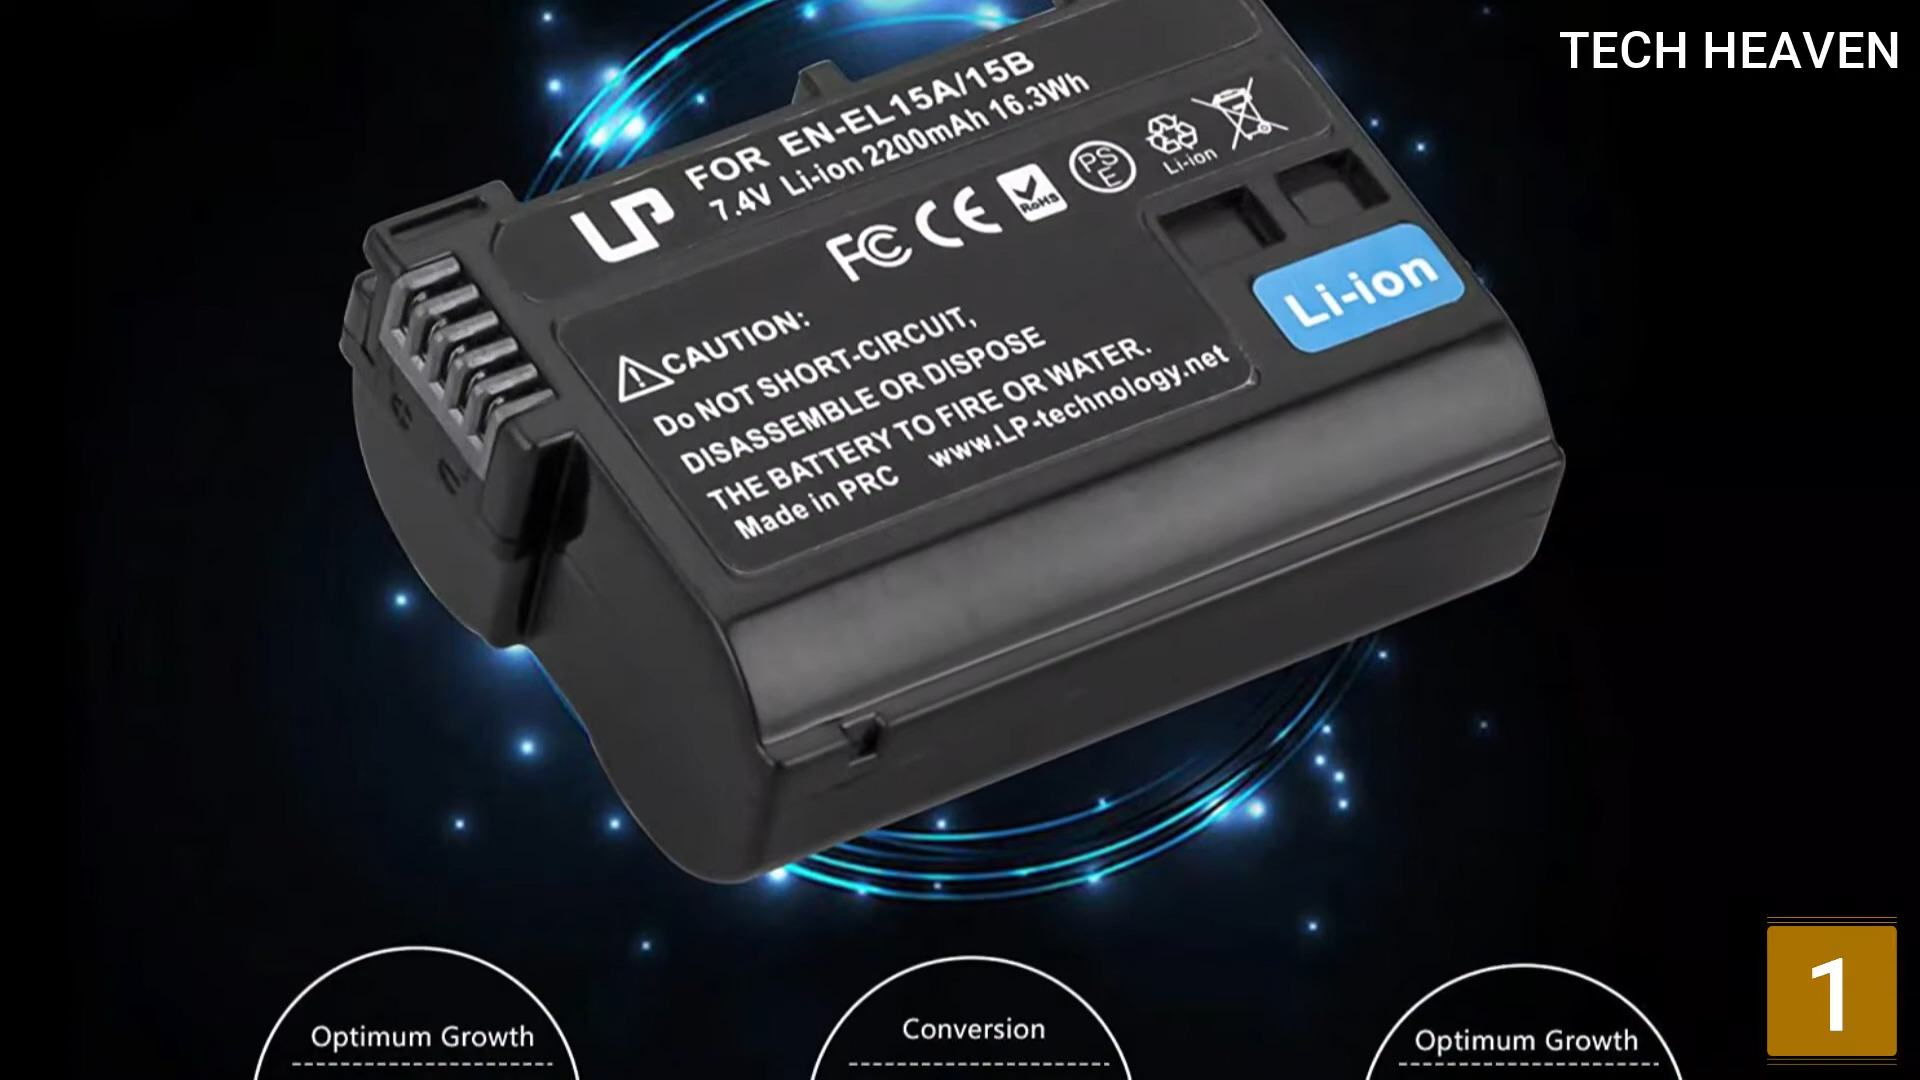 TECH HEAVEN
LP
FOR EN-EL15A/15B
7.4V Li-ion 2200mAh 16.3Wh
FC CE RoHS PSE Li-ion
Li-ion
CAUTION:
Do NOT SHORT-CIRCUIT,
DISASSEMBLE OR DISPOSE
THE BATTERY TO FIRE OR WATER.
Made in PRC www.LP-technology.net
Optimum Growth
Conversion
Optimum Growth
1